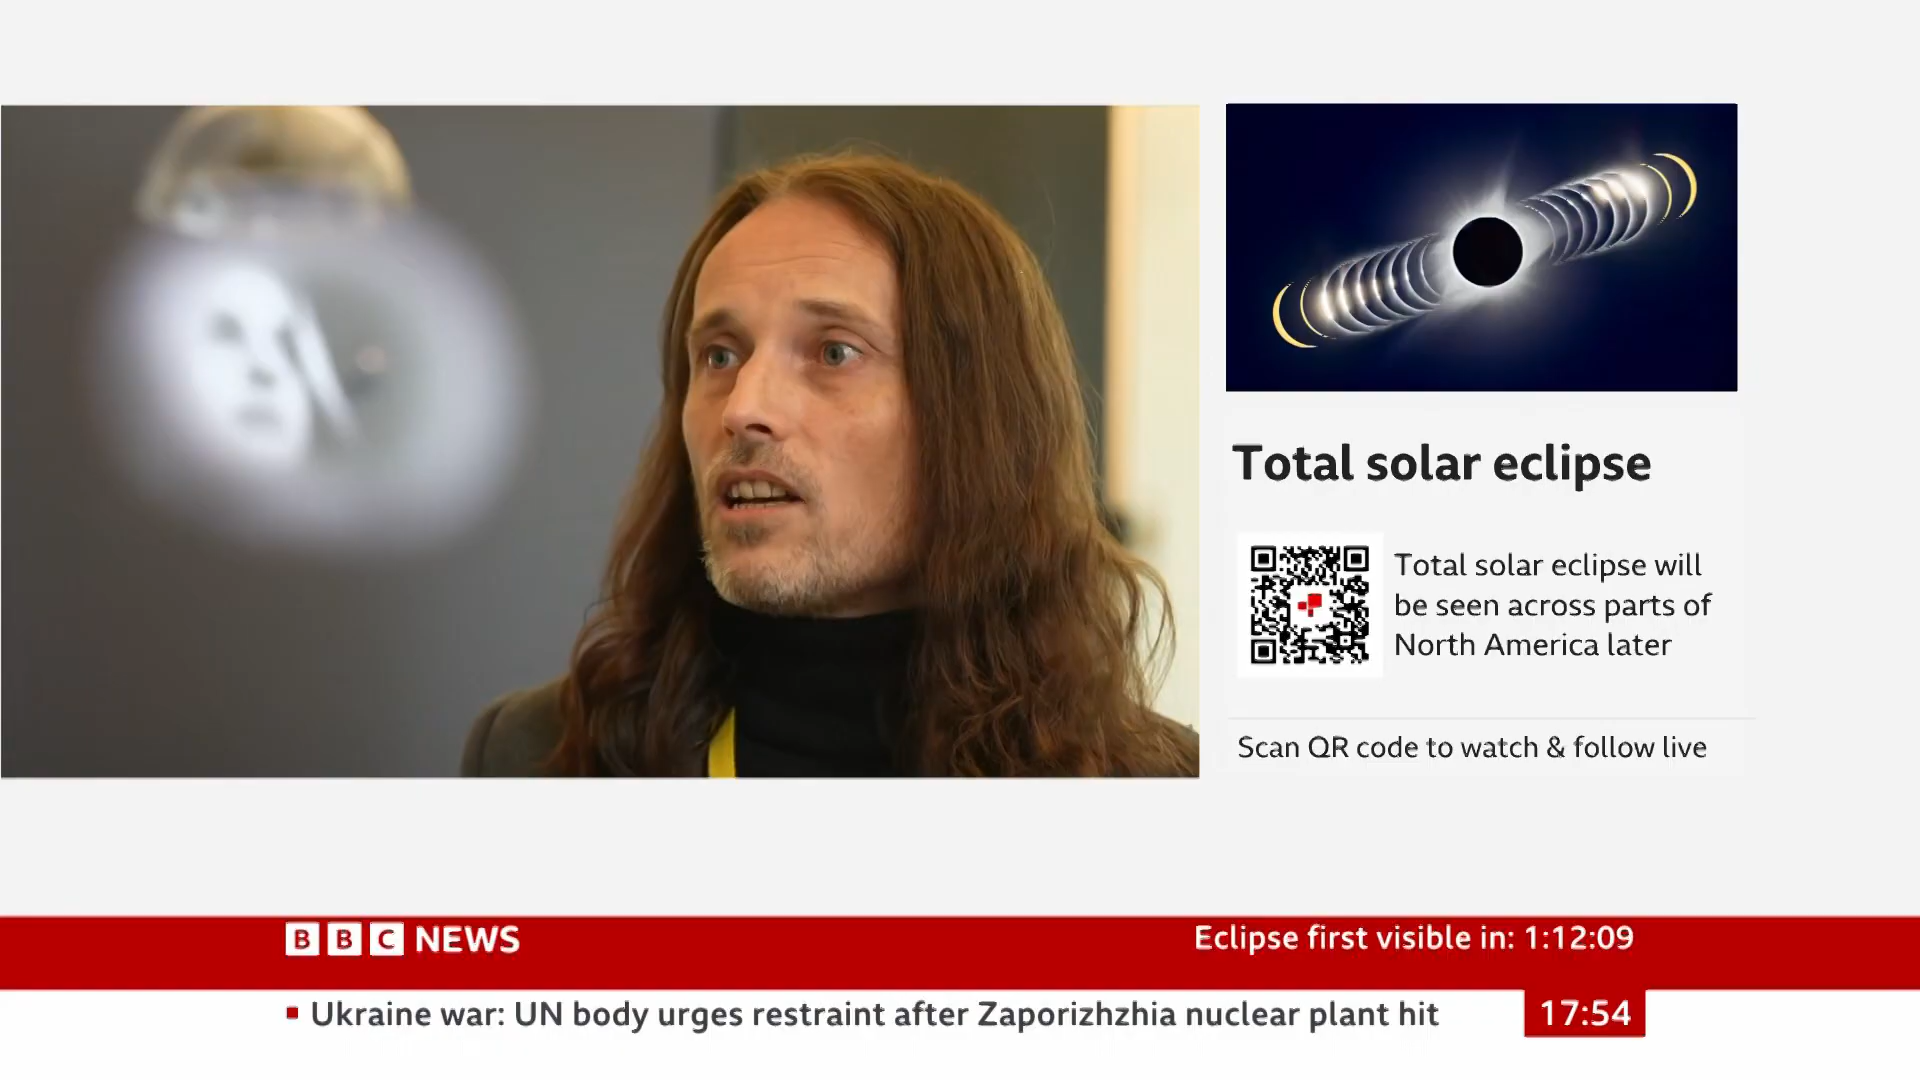 Total solar eclipse
Total solar eclipse will
be seen across parts of
North America later
Scan QR code to watch & follow live
BBC NEWS
Eclipse first visible in: 1:12:09
Ukraine war: UN body urges restraint after Zaporizhzhia nuclear plant hit
17:54